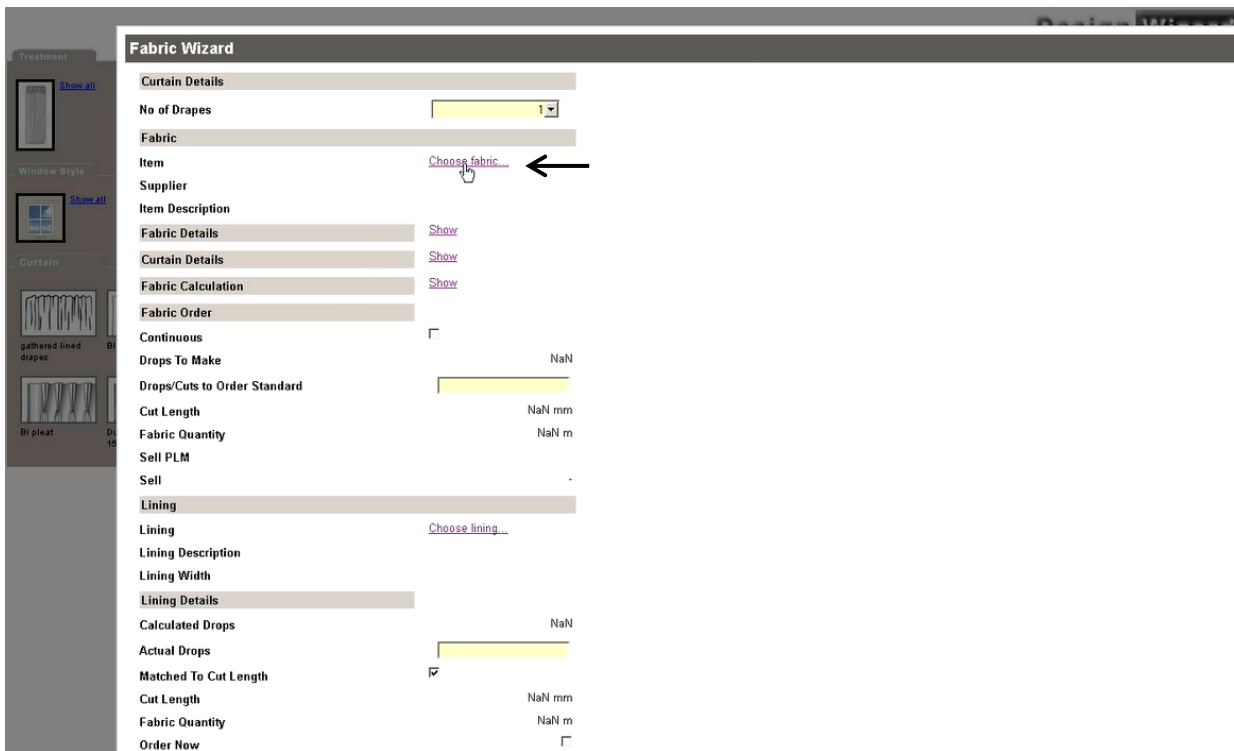 Design Wizard
Fabric Wizard
Treatment
Show all
Window Style
Show all
Curtain
gathered lined
drapes
Bi pleat
Curtain Details
No of Drapes 1
Fabric
Item Choose fabric...
Supplier
Item Description
Fabric Details Show
Curtain Details Show
Fabric Calculation Show
Fabric Order
Continuous
Drops To Make NaN
Drops/Cuts to Order Standard
Cut Length NaN mm
Fabric Quantity NaN m
Sell PLM
Sell -
Lining
Lining Choose lining...
Lining Description
Lining Width
Lining Details
Calculated Drops NaN
Actual Drops
Matched To Cut Length
Cut Length NaN mm
Fabric Quantity NaN m
Order Now